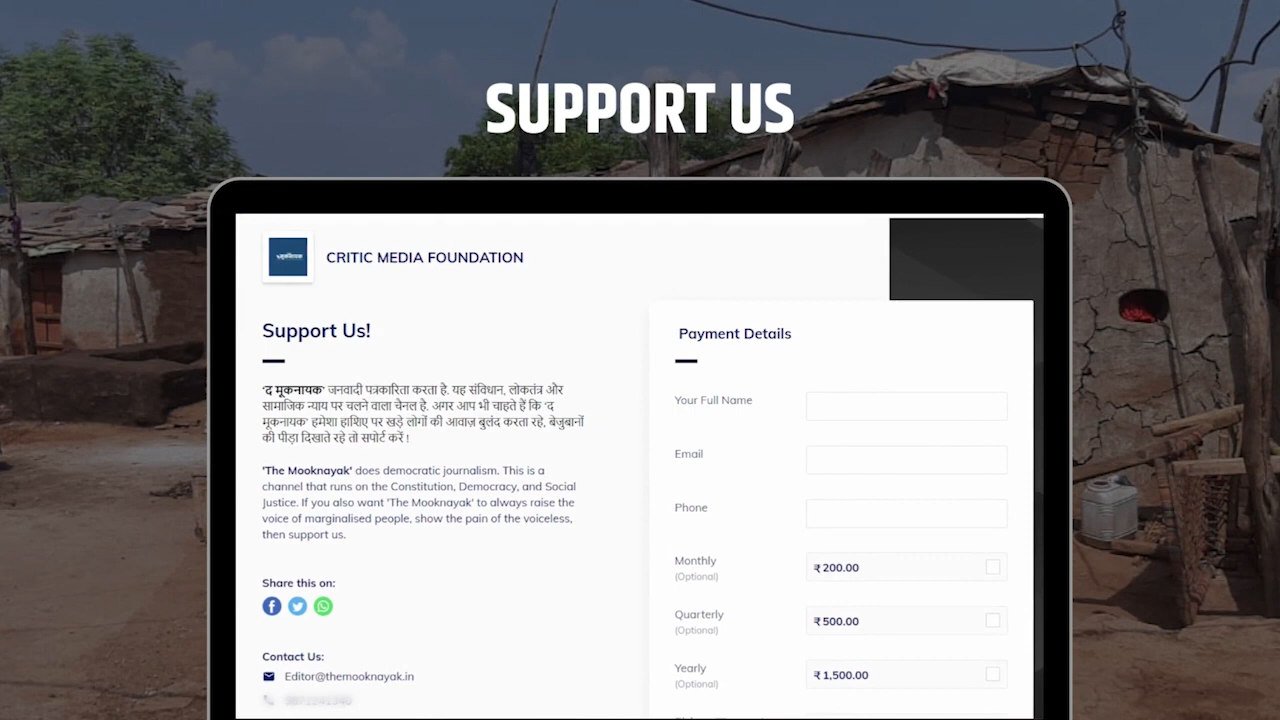 SUPPORT US
द मूकनायक
CRITIC MEDIA FOUNDATION
Support Us!
'द मूकनायक' जनवादी पत्रकारिता करता है. यह संविधान, लोकतंत्र और
सामाजिक न्याय पर चलने वाला चेनल है. अगर आप भी चाहते हैं कि 'द
मूकनायक' हमेशा हाशिए पर खड़े लोगों की आवाज़ बुलंद करता रहे, बेजुबानों
की पीड़ा दिखाते रहे तो सपोर्ट करें !
'The Mooknayak' does democratic journalism. This is a
channel that runs on the Constitution, Democracy, and Social
Justice. If you also want 'The Mooknayak' to always raise the
voice of marginalised people, show the pain of the voiceless,
then support us.
Share this on:
Contact Us:
Editor@themooknayak.in
Payment Details
Your Full Name
Email
Phone
Monthly
(Optional)
₹ 200.00
Quarterly
(Optional)
₹ 500.00
Yearly
(Optional)
₹ 1,500.00